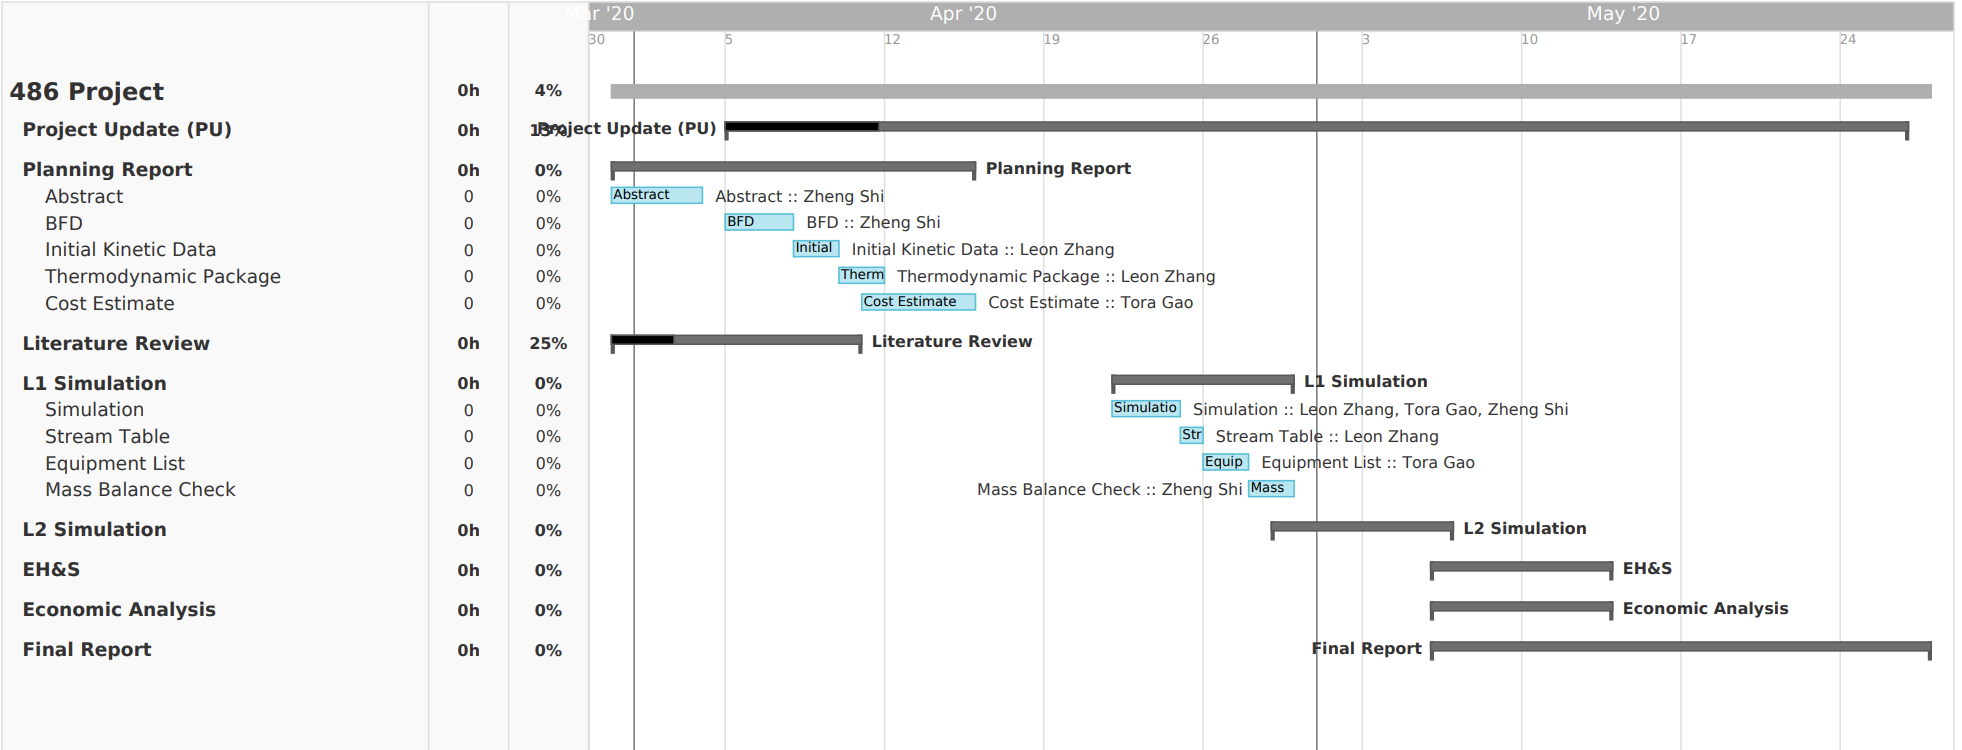 Mar '20 Apr '20 May '20
30 5 12 19 26 3 10 17 24
486 Project 0h 4%
Project Update (PU) 0h 13% Project Update (PU)
Planning Report 0h 0% Planning Report
Abstract 0 0% Abstract Abstract :: Zheng Shi
BFD 0 0% BFD BFD :: Zheng Shi
Initial Kinetic Data 0 0% Initial Initial Kinetic Data :: Leon Zhang
Thermodynamic Package 0 0% Therm Thermodynamic Package :: Leon Zhang
Cost Estimate 0 0% Cost Estimate Cost Estimate :: Tora Gao
Literature Review 0h 25% Literature Review
L1 Simulation 0h 0% L1 Simulation
Simulation 0 0% Simulatio Simulation :: Leon Zhang, Tora Gao, Zheng Shi
Stream Table 0 0% Str Stream Table :: Leon Zhang
Equipment List 0 0% Equip Equipment List :: Tora Gao
Mass Balance Check 0 0% Mass Balance Check :: Zheng Shi Mass
L2 Simulation 0h 0% L2 Simulation
EH&S 0h 0% EH&S
Economic Analysis 0h 0% Economic Analysis
Final Report 0h 0% Final Report